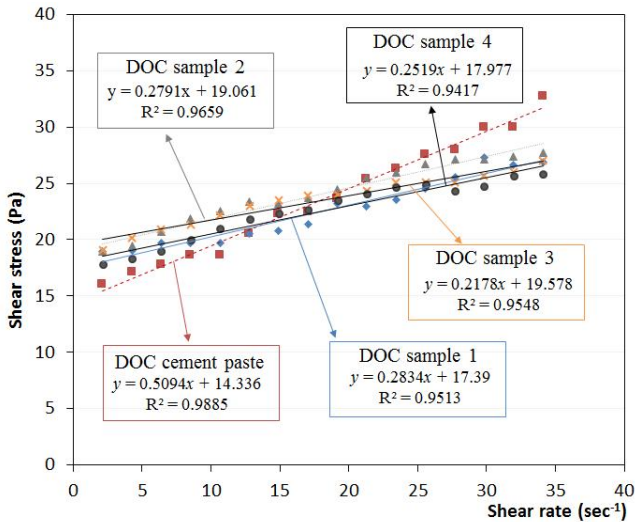 40
35
30
25
20
15
10
5
0
Shear stress (Pa)
DOC sample 2
y = 0.2791x + 19.061
R² = 0.9659
DOC sample 4
y = 0.2519x + 17.977
R² = 0.9417
DOC sample 3
y = 0.2178x + 19.578
R² = 0.9548
DOC cement paste
y = 0.5094x + 14.336
R² = 0.9885
DOC sample 1
y = 0.2834x + 17.39
R² = 0.9513
0 5 10 15 20 25 30 35 40
Shear rate (sec⁻¹)